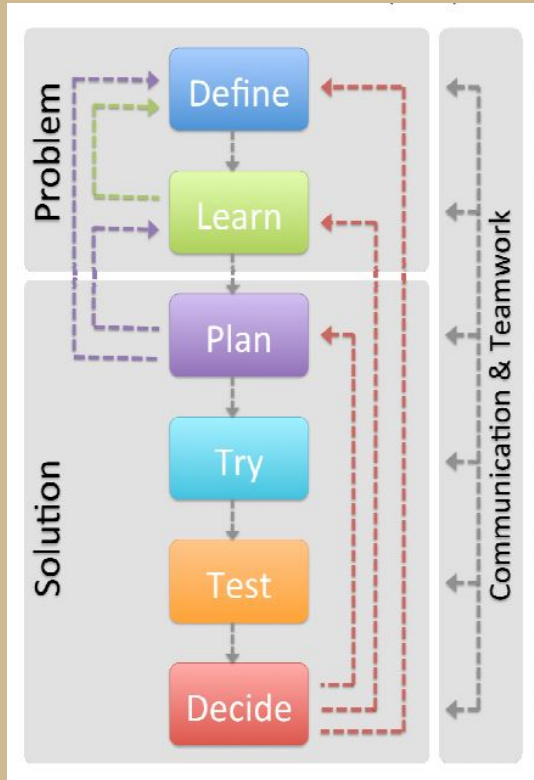 Problem
Define
Learn
Solution
Plan
Try
Test
Decide
Communication & Teamwork